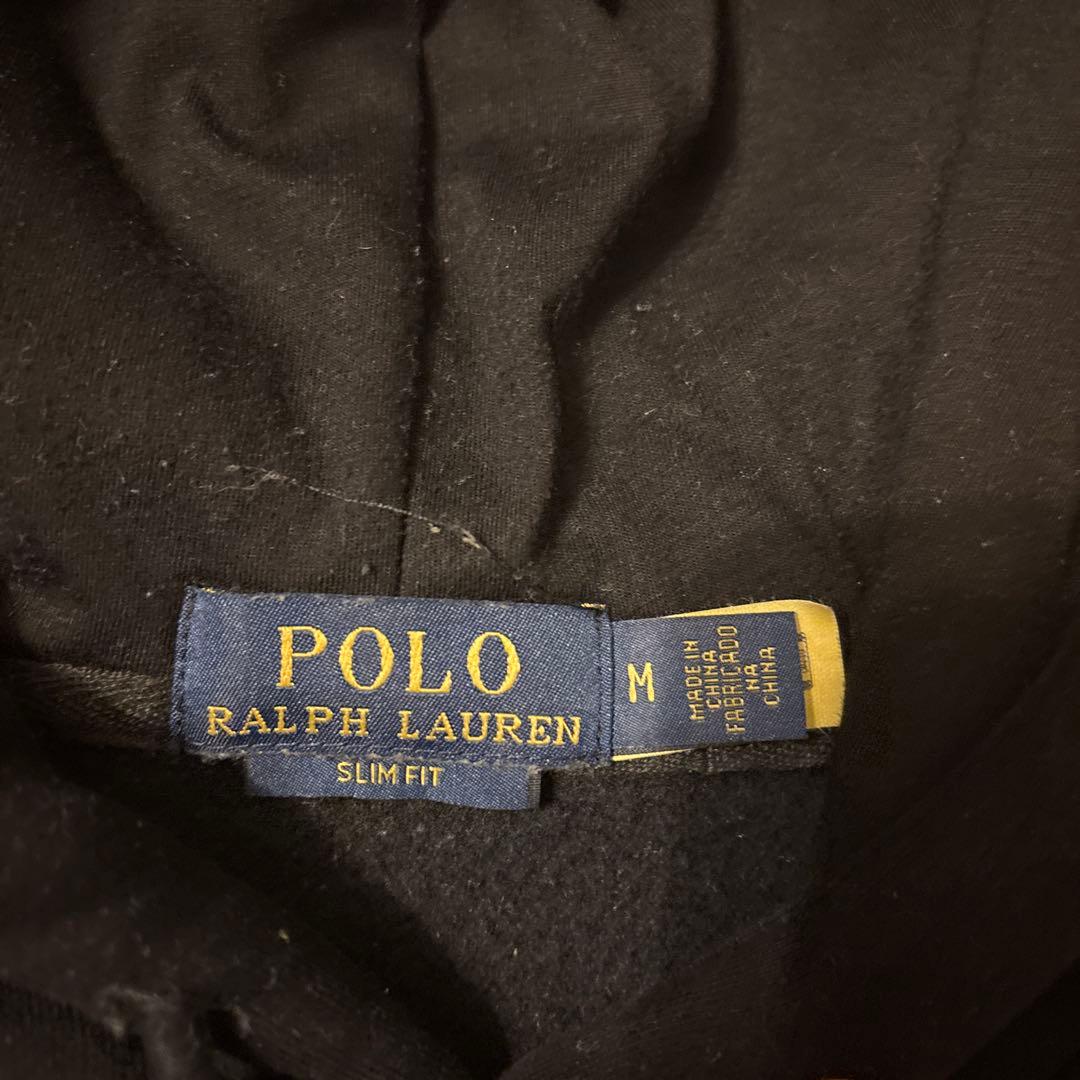 POLO
RALPH LAUREN
SLIM FIT
M
MADE IN
CHINA
FABRICADO
NA
CHINA